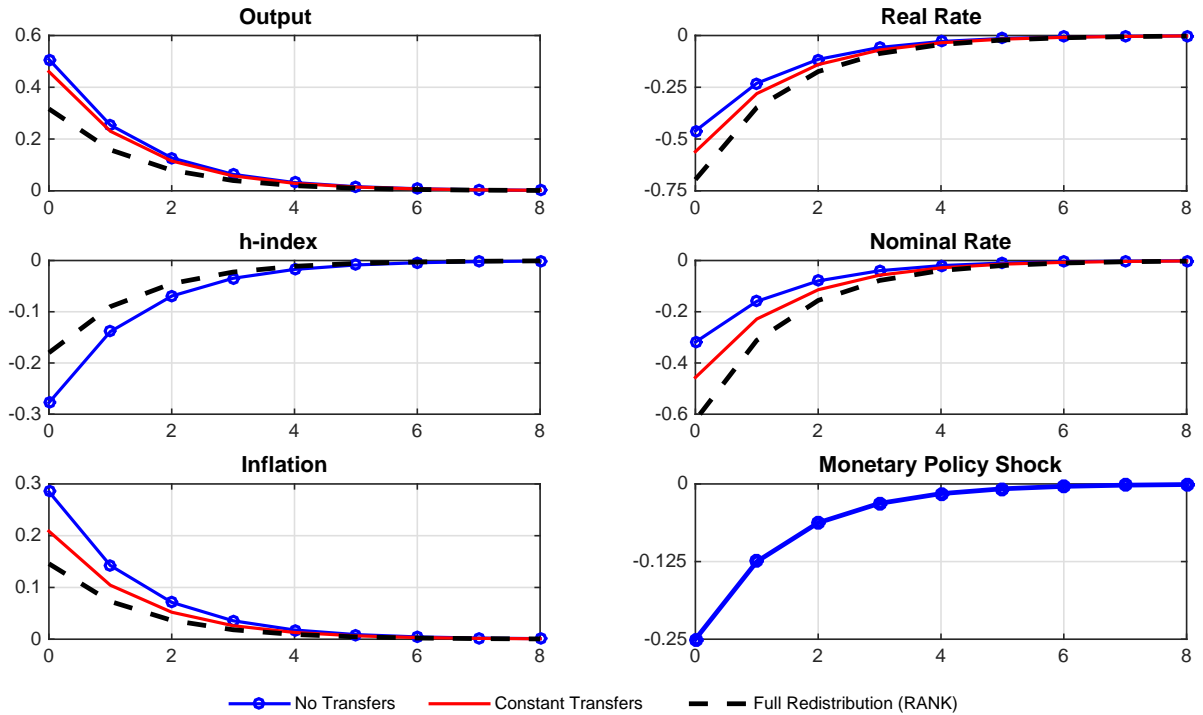 Output
0.6
0.4
0.2
0
0 2 4 6 8
Real Rate
0
-0.25
-0.5
-0.75
0 2 4 6 8
h-index
0
-0.1
-0.2
-0.3
0 2 4 6 8
Nominal Rate
0
-0.2
-0.4
-0.6
0 2 4 6 8
Inflation
0.3
0.2
0.1
0
0 2 4 6 8
Monetary Policy Shock
0
-0.125
-0.25
0 2 4 6 8
No Transfers Constant Transfers Full Redistribution (RANK)